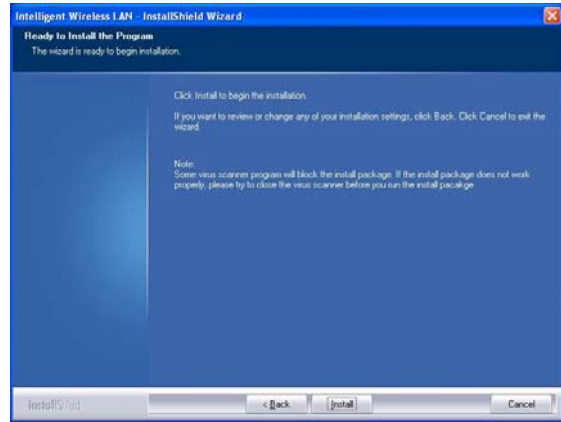 Intelligent Wireless LAN - InstallShield Wizard
Ready to Install the Program
The wizard is ready to begin installation.
Click Install to begin the installation.
If you want to review or change any of your installation settings, click Back. Click Cancel to exit the
wizard.
Note:
Some virus scanner program will block the install package. If the install package does not work
properly, please try to close the virus scanner before you run the install pacakge
InstallShield
< Back
Install
Cancel